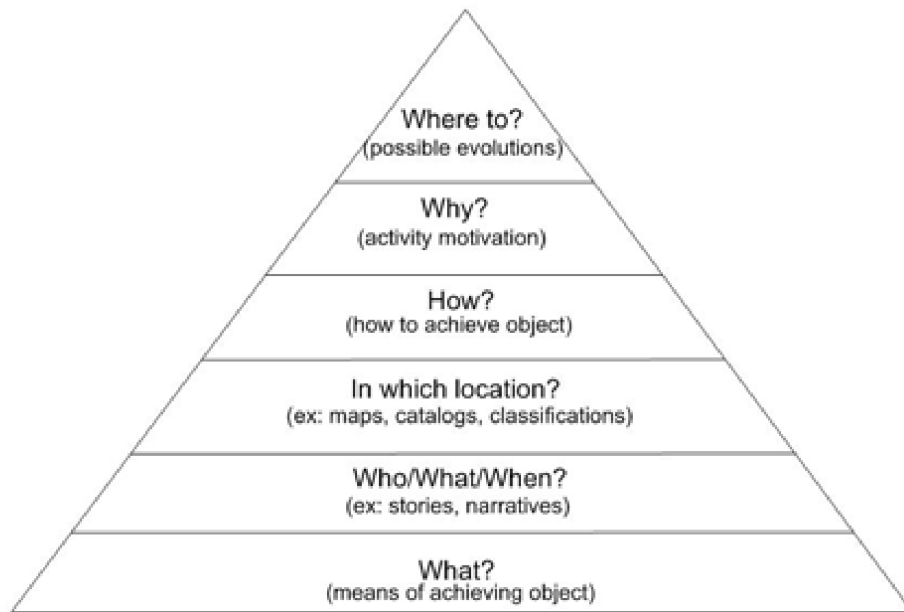 Where to?
(possible evolutions)
Why?
(activity motivation)
How?
(how to achieve object)
In which location?
(ex: maps, catalogs, classifications)
Who/What/When?
(ex: stories, narratives)
What?
(means of achieving object)